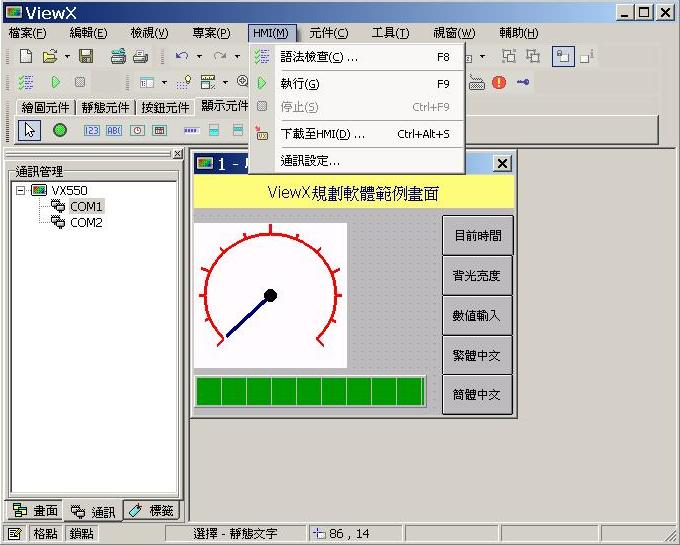 ViewX
檔案(F) 編輯(E) 檢視(V) 專案(P) HMI(M) 元件(C) 工具(T) 視窗(W) 輔助(H)
語法檢查(C) ... F8
執行(G) F9
停止(S) Ctrl+F9
下載至HMI(D) ... Ctrl+Alt+S
通訊設定...
繪圖元件 靜態元件 按鈕元件 顯示元件
123 ABC
通訊管理
VX550
COM1
COM2
1 -
ViewX規劃軟體範例畫面
目前時間
背光亮度
數值輸入
繁體中文
簡體中文
畫面 通訊 標籤
格點 鎖點 選擇 - 靜態文字 86 , 14